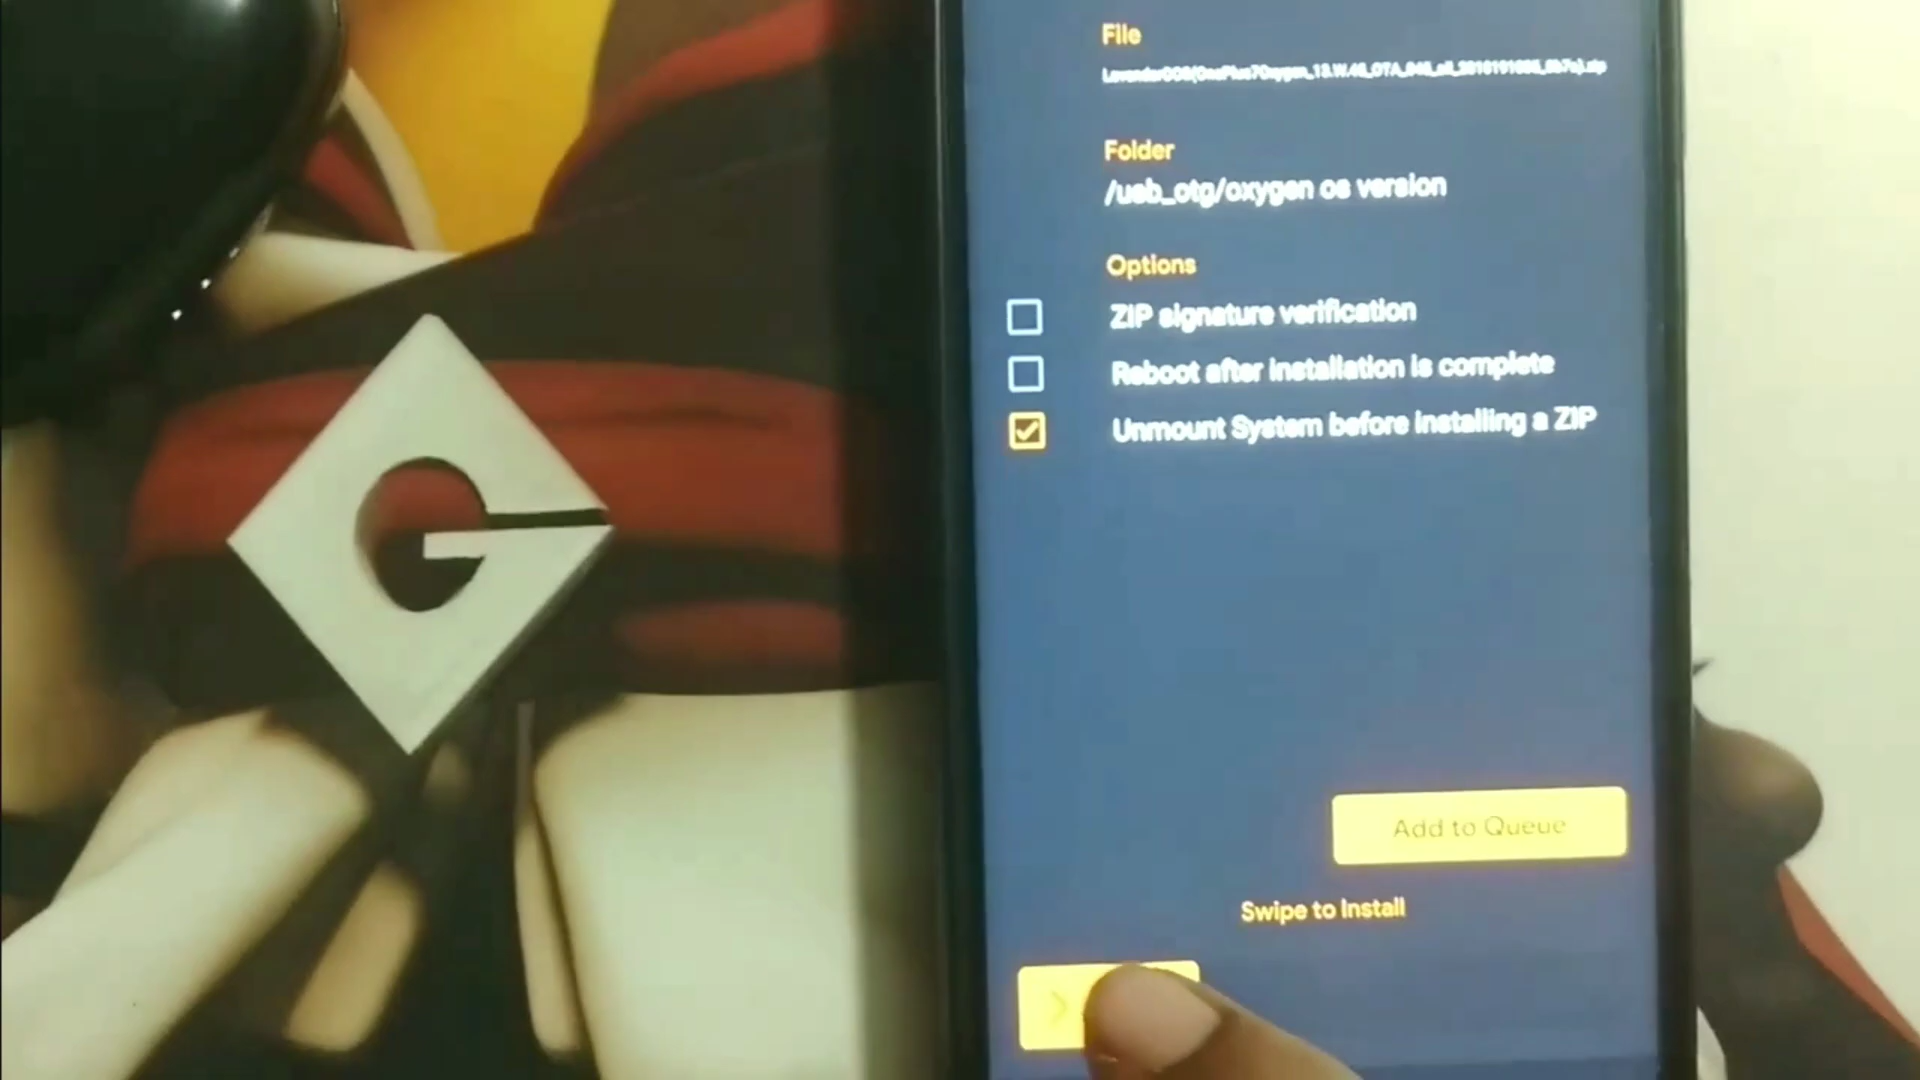 File
Folder
/usb_otg/oxygen os version
Options
ZIP signature verification
Reboot after installation is complete
Unmount System before installing a ZIP
Add to Queue
Swipe to Install
G